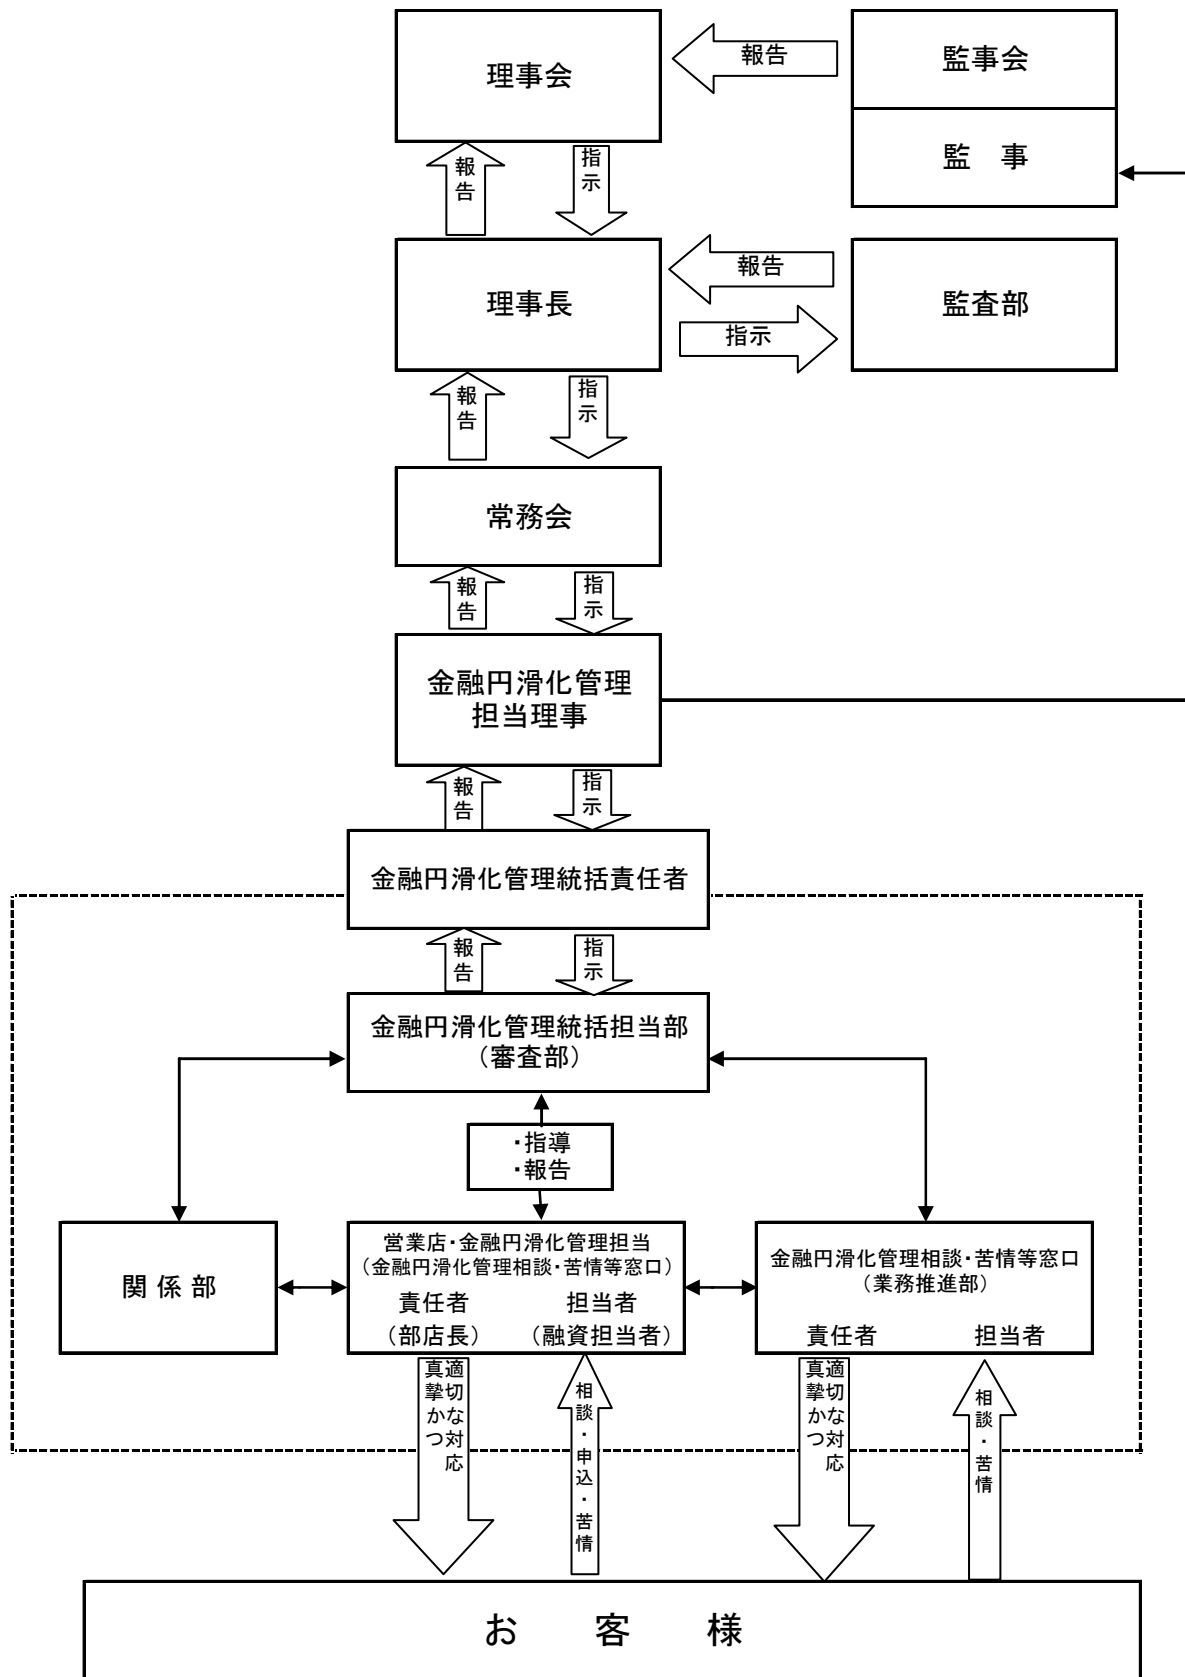 理事会
報告
監事会
監　事
報告
指示
理事長
報告
指示
監査部
報告
指示
常務会
報告
指示
金融円滑化管理
担当理事
報告
指示
金融円滑化管理統括責任者
報告
指示
金融円滑化管理統括担当部
（審査部）
・指導
・報告
関 係 部
営業店・金融円滑化管理担当
（金融円滑化管理相談・苦情等窓口）
責任者　担当者
（部店長）　（融資担当者）
金融円滑化管理相談・苦情等窓口
（業務推進部）
責任者　担当者
真摯かつ
適切な対応
相談・申込・苦情
真摯かつ
適切な対応
相談・苦情
お　客　様